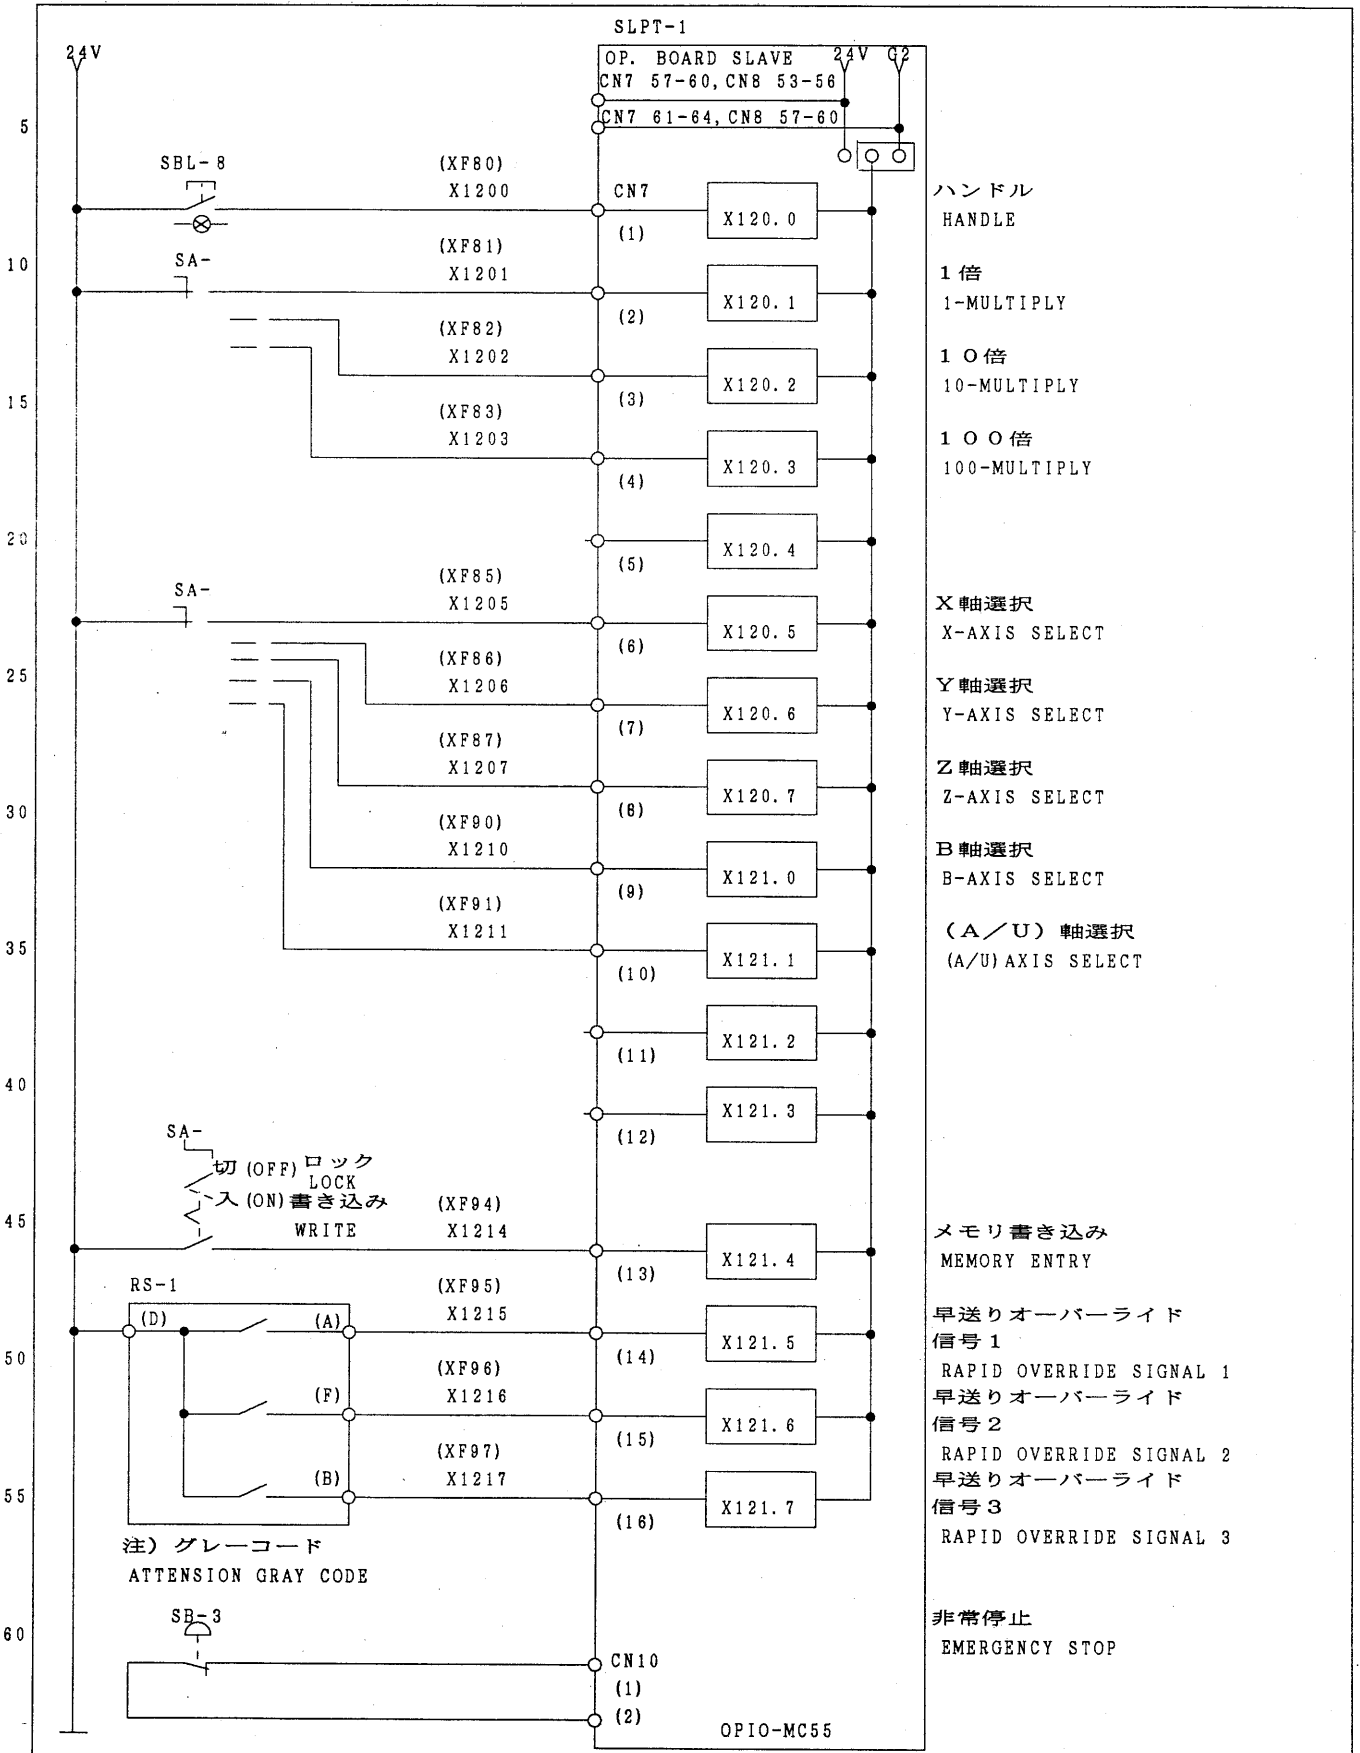 SLPT-1
24V
OP. BOARD SLAVE
24V G2
CN7 57-60, CN8 53-56
5
CN7 61-64, CN8 57-60
SBL-8
(XF80)
X1200
CN7
(1)
X120.0
ハンドル
HANDLE
10
SA-
(XF81)
X1201
(2)
X120.1
1倍
1-MULTIPLY
(XF82)
X1202
(3)
X120.2
10倍
10-MULTIPLY
15
(XF83)
X1203
(4)
X120.3
100倍
100-MULTIPLY
20
(5)
X120.4
SA-
(XF85)
X1205
(6)
X120.5
X軸選択
X-AXIS SELECT
25
(XF86)
X1206
(7)
X120.6
Y軸選択
Y-AXIS SELECT
(XF87)
X1207
(8)
X120.7
Z軸選択
Z-AXIS SELECT
30
(XF90)
X1210
(9)
X121.0
B軸選択
B-AXIS SELECT
(XF91)
X1211
35
(10)
X121.1
(A/U)軸選択
(A/U)AXIS SELECT
(11)
X121.2
40
(12)
X121.3
SA-
切(OFF)ロック
LOCK
入(ON)書き込み
WRITE
45
(XF94)
X1214
(13)
X121.4
メモリ書き込み
MEMORY ENTRY
RS-1
(D)
(A)
(XF95)
X1215
(14)
X121.5
早送りオーバーライド
信号1
RAPID OVERRIDE SIGNAL 1
50
(F)
(XF96)
X1216
(15)
X121.6
早送りオーバーライド
信号2
RAPID OVERRIDE SIGNAL 2
(B)
(XF97)
X1217
55
(16)
X121.7
早送りオーバーライド
信号3
RAPID OVERRIDE SIGNAL 3
注)グレーコード
ATTENSION GRAY CODE
60
SB-3
非常停止
EMERGENCY STOP
CN10
(1)
(2)
OPIO-MC55